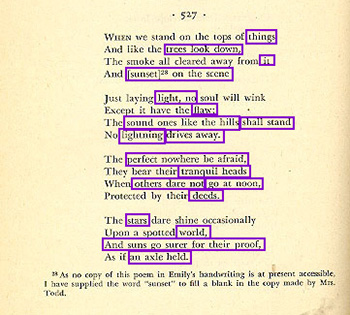 · 527 ·
WHEN we stand on the tops of things
And like the trees look down,
The smoke all cleared away from it
And [sunset]²⁸ on the scene
Just laying light, no soul will wink
Except it have the flaw;
The sound ones like the hills shall stand
No lightning drives away.
The perfect nowhere be afraid,
They bear their tranquil heads
When others dare not go at noon,
Protected by their deeds.
The stars dare shine occasionally
Upon a spotted world,
And suns go surer for their proof,
As if an axle held.
²⁸ As no copy of this poem in Emily's handwriting is at present accessible,
I have supplied the word "sunset" to fill a blank in the copy made by Mrs.
Todd.